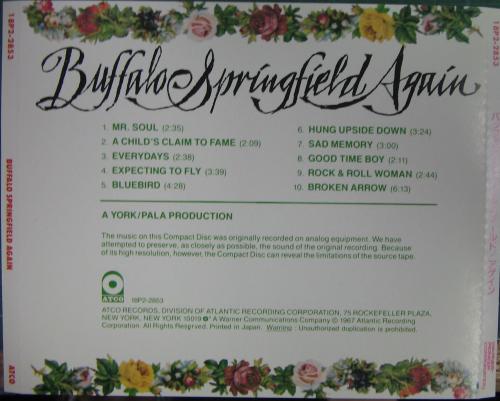 Buffalo Springfield Again
1. MR. SOUL (2:35)
2. A CHILD'S CLAIM TO FAME (2:09)
3. EVERYDAYS (2:38)
4. EXPECTING TO FLY (3:39)
5. BLUEBIRD (4:28)
6. HUNG UPSIDE DOWN (3:24)
7. SAD MEMORY (3:00)
8. GOOD TIME BOY (2:11)
9. ROCK & ROLL WOMAN (2:44)
10. BROKEN ARROW (6:13)
A YORK/PALA PRODUCTION
The music on this Compact Disc was originally recorded on analog equipment. We have
attempted to preserve, as closely as possible, the sound of the original recording. Because
of its high resolution, however, the Compact Disc can reveal the limitations of the source tape.
ATCO
18P2-2853
ATCO RECORDS, DIVISION OF ATLANTIC RECORDING CORPORATION, 75 ROCKEFELLER PLAZA,
NEW YORK, NEW YORK 10019 A Warner Communications Company © 1967 Atlantic Recording
Corporation. All Rights Reserved. Printed in Japan. Warning : Unauthorized duplication is prohibited.
18P2-2853
BUFFALO SPRINGFIELD AGAIN
ATCO
18P2-2853